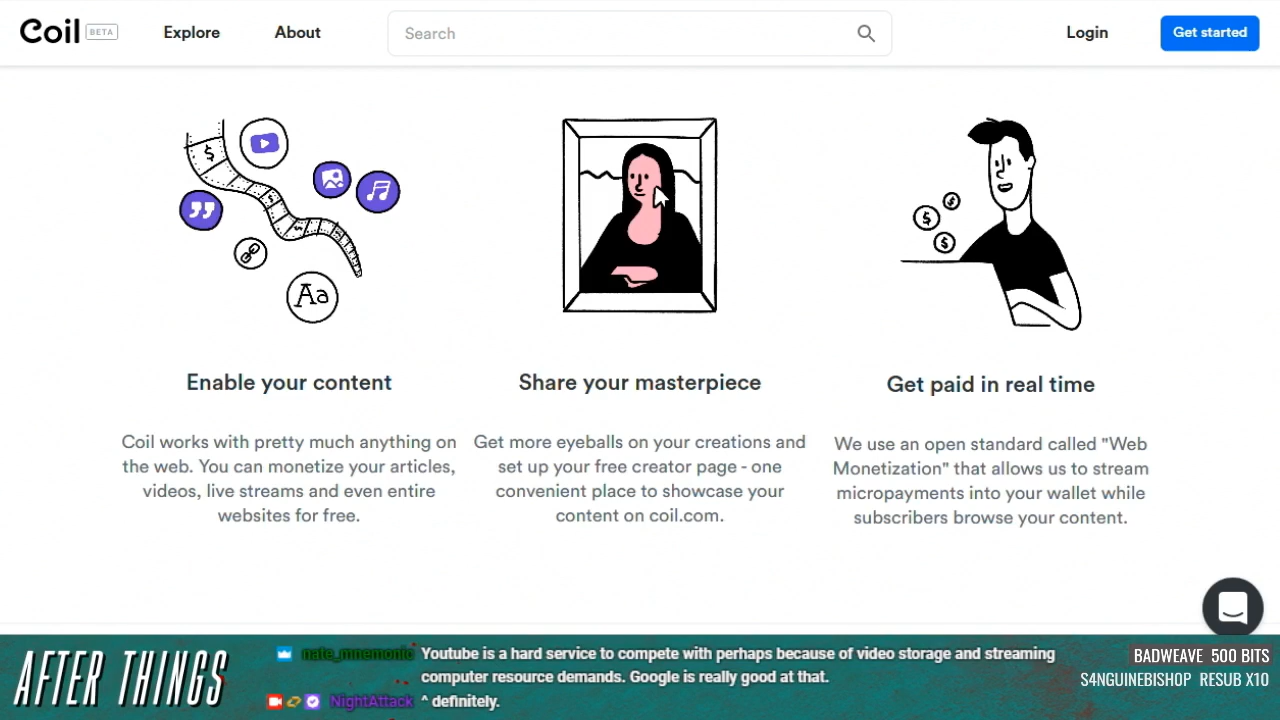 Coil BETA Explore About Search Login Get started
$
Aa
$ $ $
Enable your content
Coil works with pretty much anything on
the web. You can monetize your articles,
videos, live streams and even entire
websites for free.
Share your masterpiece
Get more eyeballs on your creations and
set up your free creator page - one
convenient place to showcase your
content on coil.com.
Get paid in real time
We use an open standard called "Web
Monetization" that allows us to stream
micropayments into your wallet while
subscribers browse your content.
AFTER THINGS
nate_mnemonic Youtube is a hard service to compete with perhaps because of video storage and streaming
computer resource demands. Google is really good at that.
NightAttack ^ definitely.
BADWEAVE 500 BITS
S4NGUINEBISHOP RESUB X10